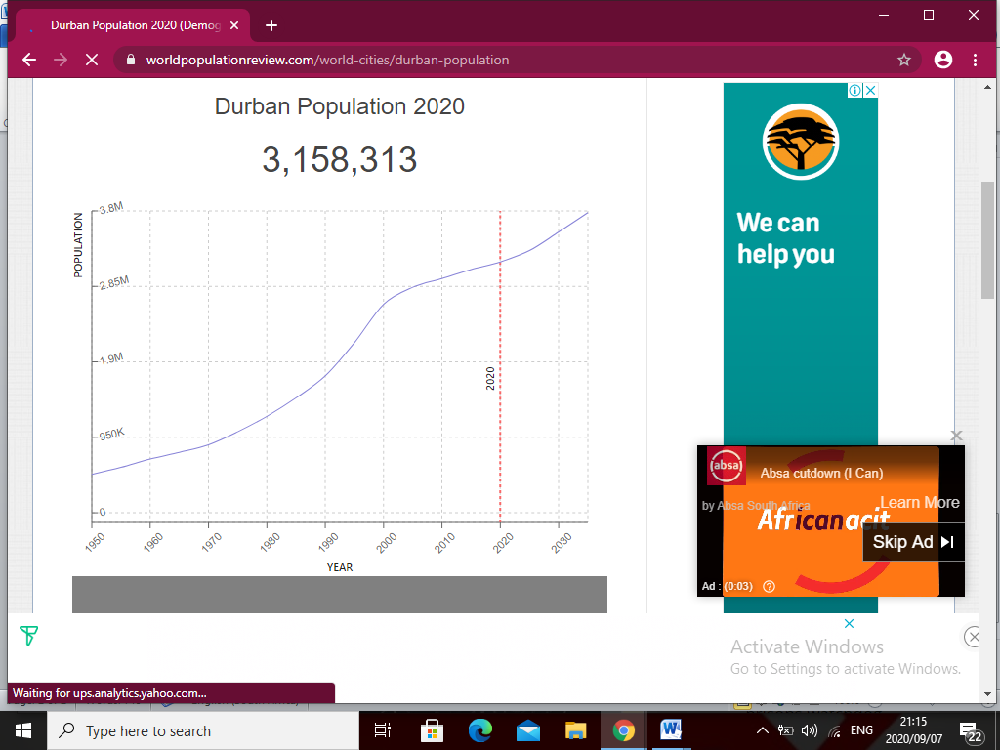 Durban Population 2020 (Demog
worldpopulationreview.com/world-cities/durban-population
Durban Population 2020
3,158,313
POPULATION
3.8M
2.85M
1.9M
950K
0
2020
1950
1960
1970
1980
1990
2000
2010
2020
2030
YEAR
We can
help you
absa
Absa cutdown (I Can)
by Absa South Africa
Learn More
Africanacity
Skip Ad
Ad : (0:03)
Activate Windows
Go to Settings to activate Windows.
Waiting for ups.analytics.yahoo.com...
Type here to search
ENG
21:15
2020/09/07
22